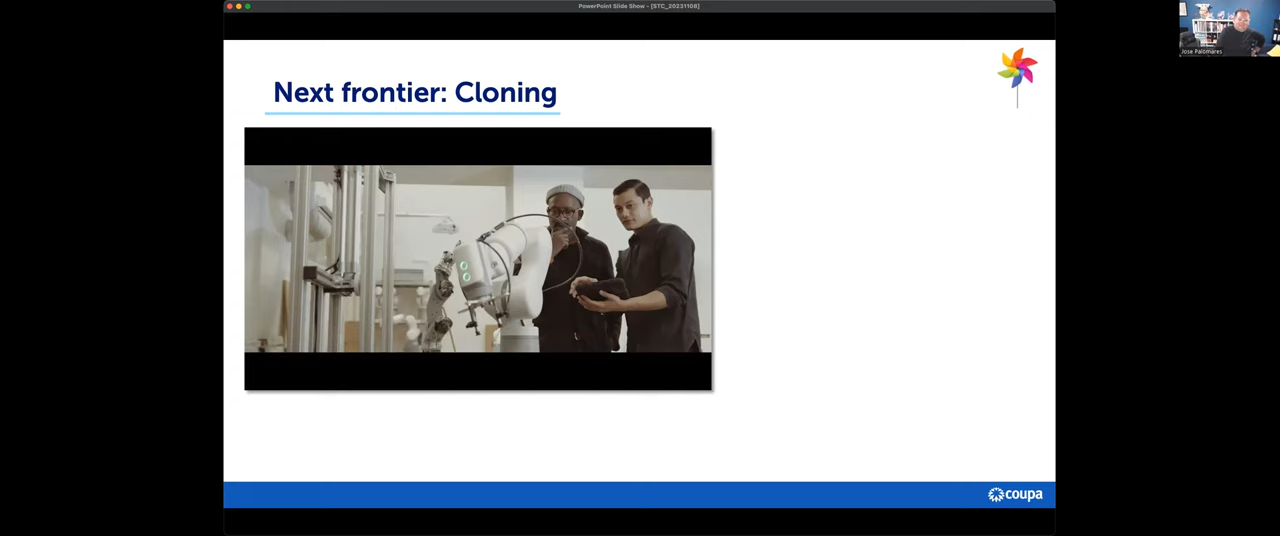 PowerPoint Slide Show - [STC_20231108]
Jose Palomares
Next frontier: Cloning
coupa